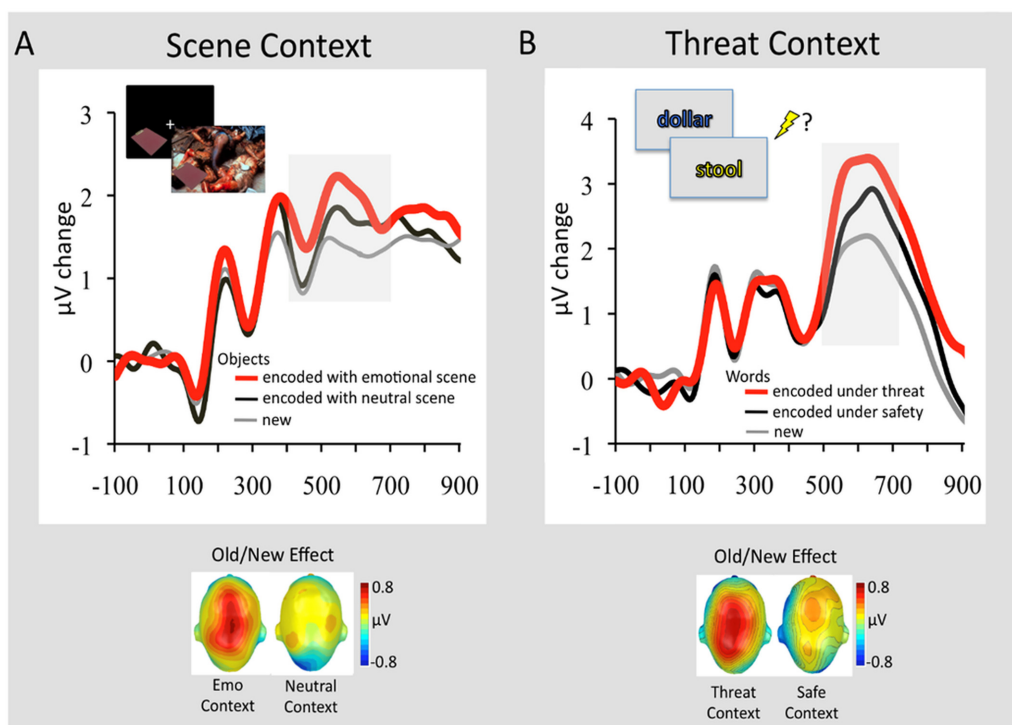 A
Scene Context
3
2
1
0
-1
µV change
Objects
encoded with emotional scene
encoded with neutral scene
new
-100 100 300 500 700 900
Old/New Effect
0.8
µV
-0.8
Emo
Context
Neutral
Context
B
Threat Context
dollar
stool
?
4
3
2
1
0
-1
µV change
Words
encoded under threat
encoded under safety
new
-100 100 300 500 700 900
Old/New Effect
0.8
µV
-0.8
Threat
Context
Safe
Context